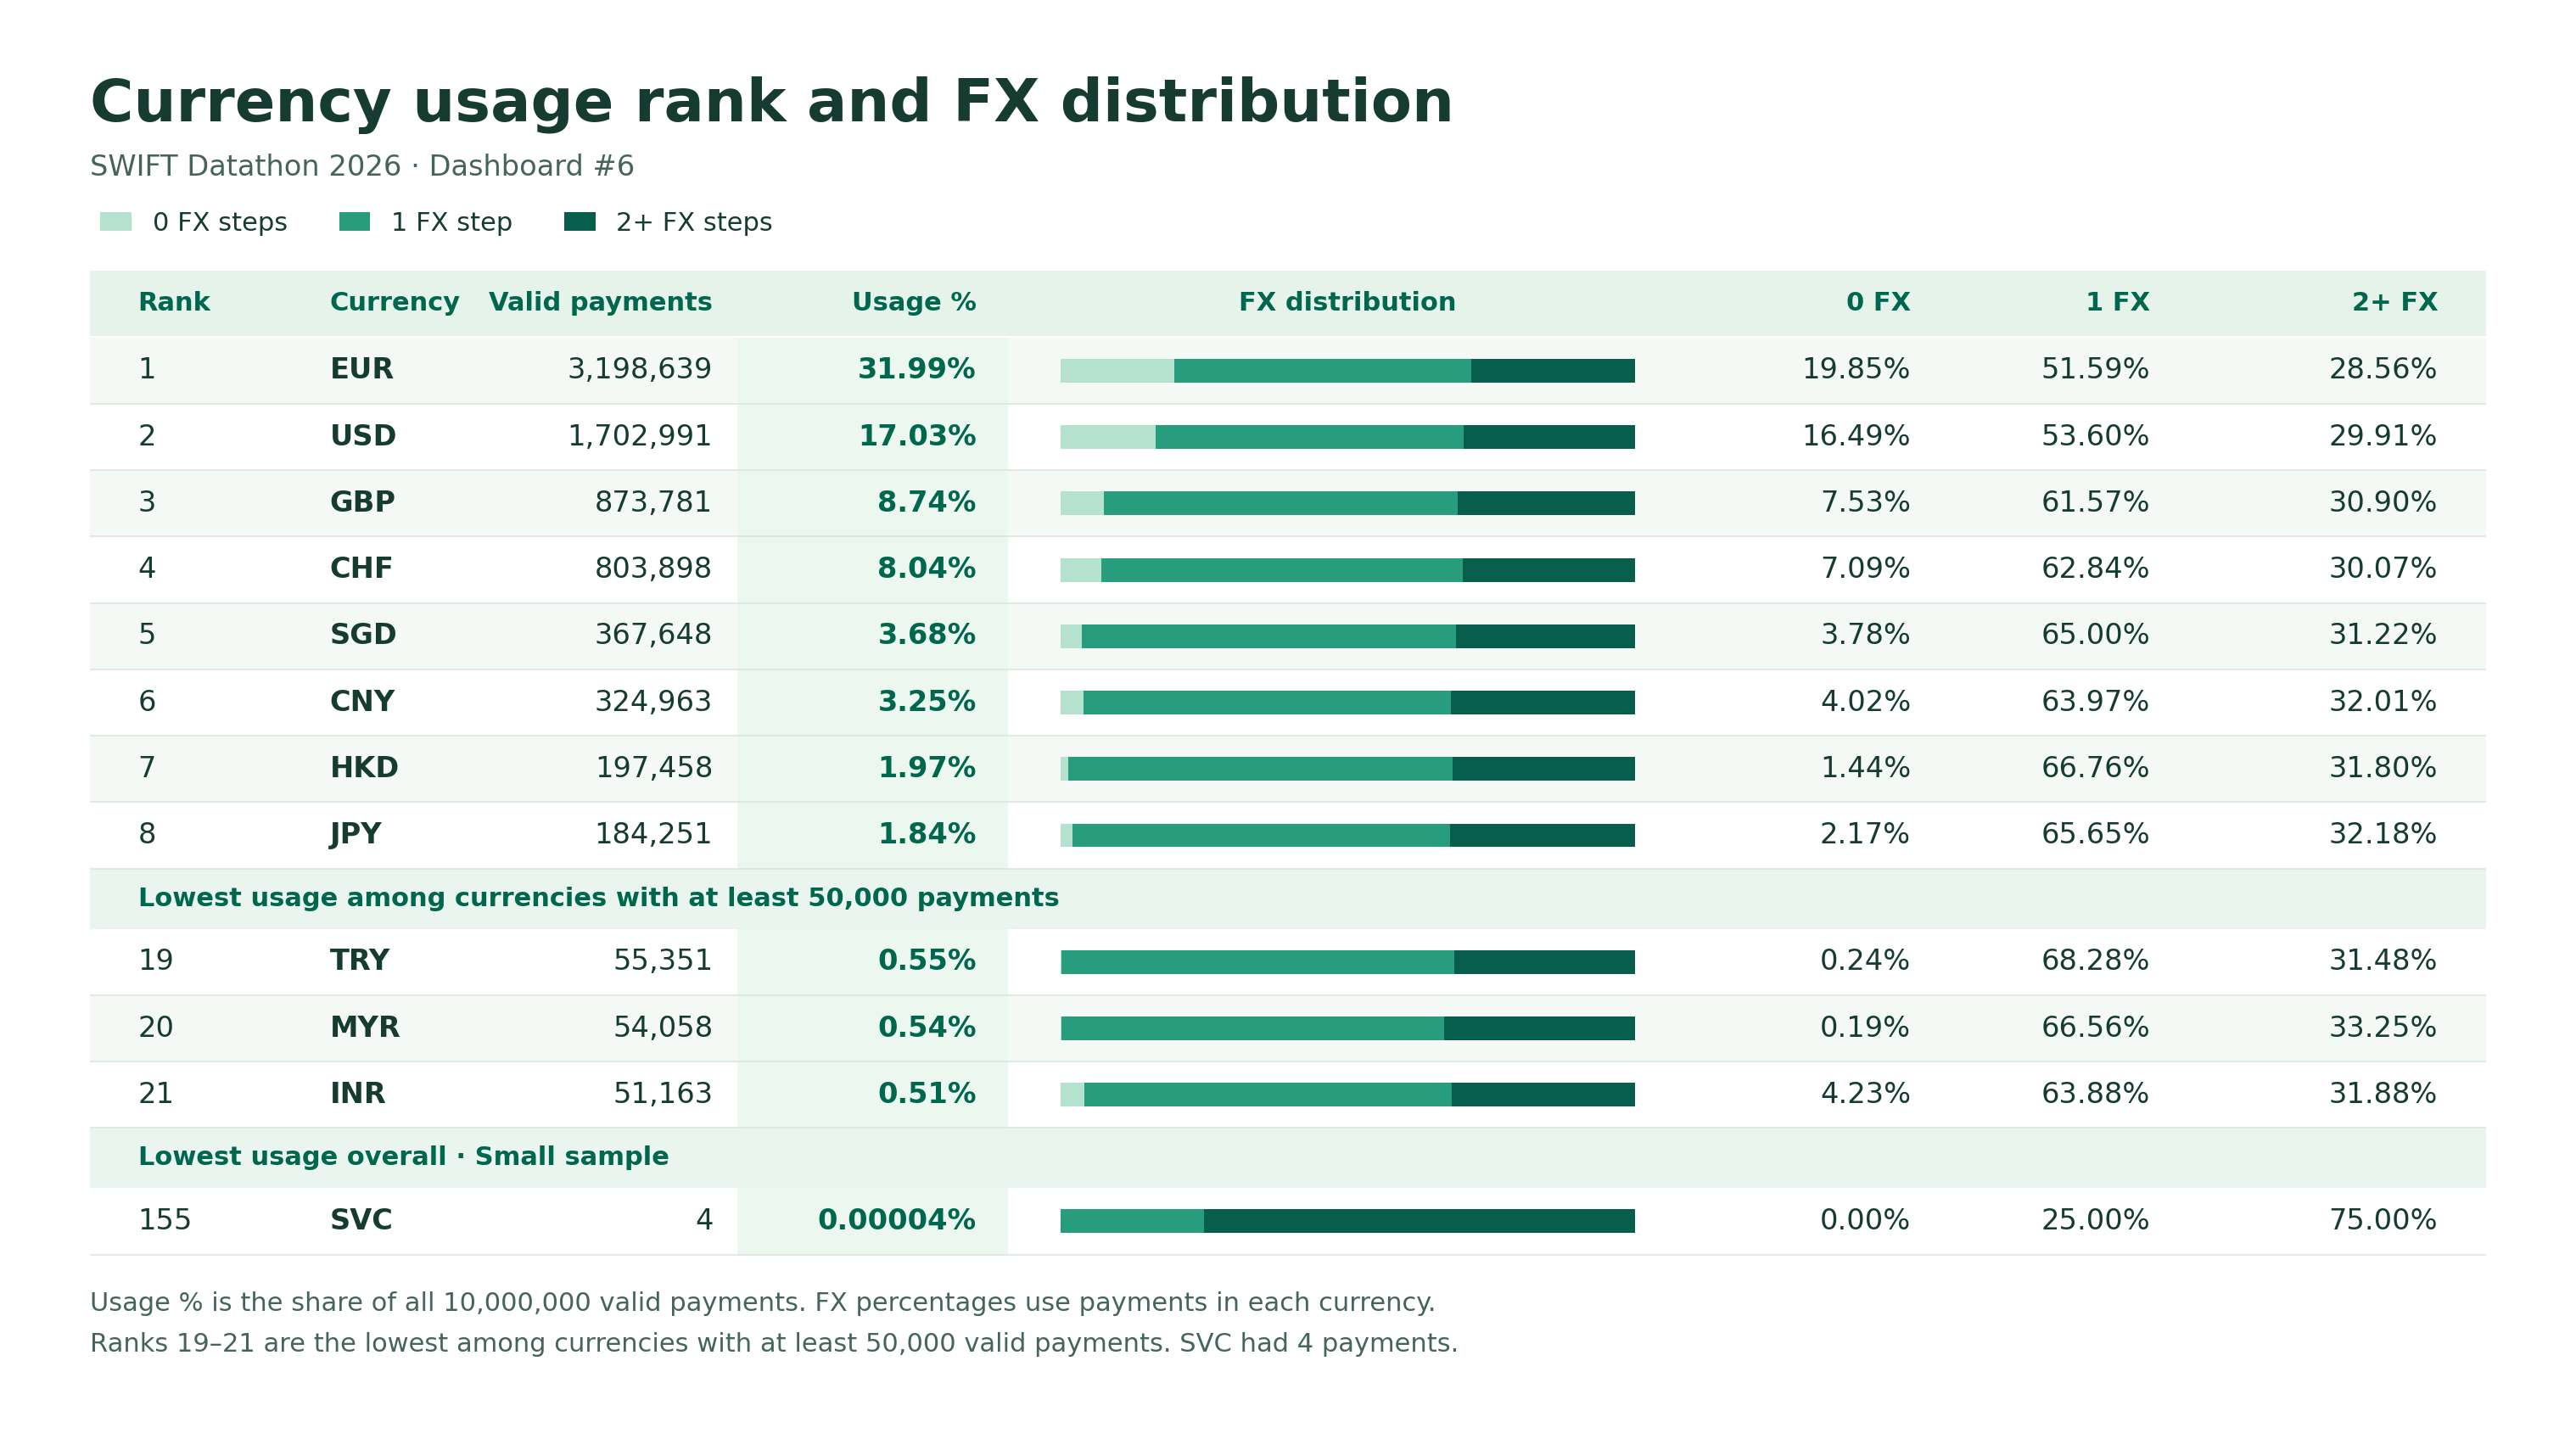 Currency usage rank and FX distribution
SWIFT Datathon 2026 · Dashboard #6
0 FX steps 1 FX step 2+ FX steps
Rank Currency Valid payments Usage % FX distribution 0 FX 1 FX 2+ FX
1 EUR 3,198,639 31.99% 19.85% 51.59% 28.56%
2 USD 1,702,991 17.03% 16.49% 53.60% 29.91%
3 GBP 873,781 8.74% 7.53% 61.57% 30.90%
4 CHF 803,898 8.04% 7.09% 62.84% 30.07%
5 SGD 367,648 3.68% 3.78% 65.00% 31.22%
6 CNY 324,963 3.25% 4.02% 63.97% 32.01%
7 HKD 197,458 1.97% 1.44% 66.76% 31.80%
8 JPY 184,251 1.84% 2.17% 65.65% 32.18%
Lowest usage among currencies with at least 50,000 payments
19 TRY 55,351 0.55% 0.24% 68.28% 31.48%
20 MYR 54,058 0.54% 0.19% 66.56% 33.25%
21 INR 51,163 0.51% 4.23% 63.88% 31.88%
Lowest usage overall · Small sample
155 SVC 4 0.00004% 0.00% 25.00% 75.00%
Usage % is the share of all 10,000,000 valid payments. FX percentages use payments in each currency.
Ranks 19–21 are the lowest among currencies with at least 50,000 valid payments. SVC had 4 payments.